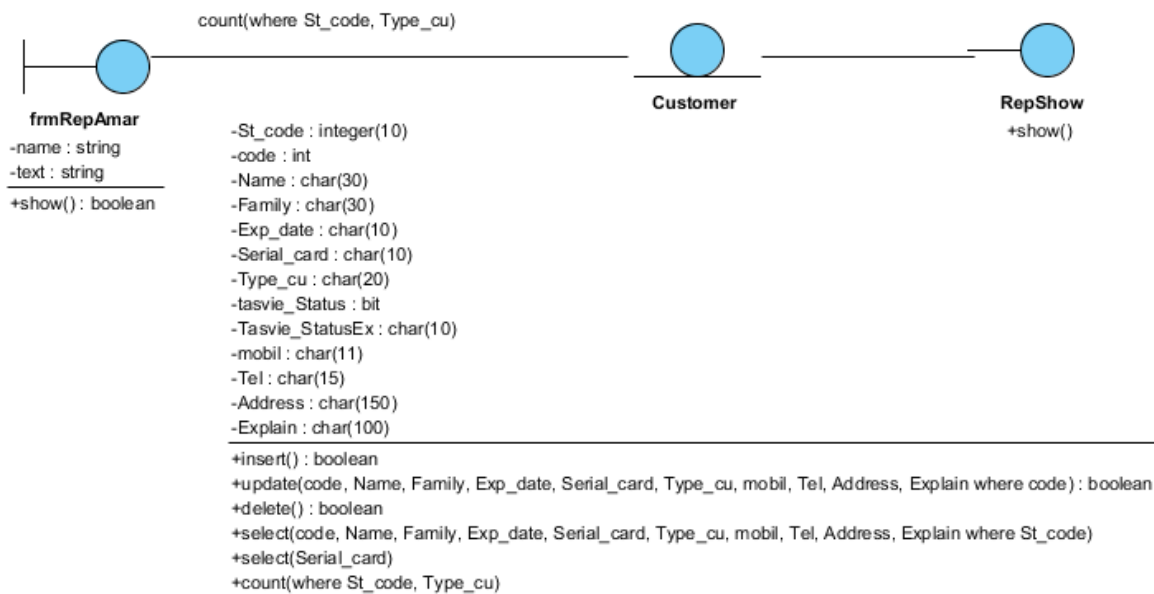 count(where St_code, Type_cu)
frmRepAmar
-name : string
-text : string
+show() : boolean
Customer
-St_code : integer(10)
-code : int
-Name : char(30)
-Family : char(30)
-Exp_date : char(10)
-Serial_card : char(10)
-Type_cu : char(20)
-tasvie_Status : bit
-Tasvie_StatusEx : char(10)
-mobil : char(11)
-Tel : char(15)
-Address : char(150)
-Explain : char(100)
+insert() : boolean
+update(code, Name, Family, Exp_date, Serial_card, Type_cu, mobil, Tel, Address, Explain where code) : boolean
+delete() : boolean
+select(code, Name, Family, Exp_date, Serial_card, Type_cu, mobil, Tel, Address, Explain where St_code)
+select(Serial_card)
+count(where St_code, Type_cu)
RepShow
+show()